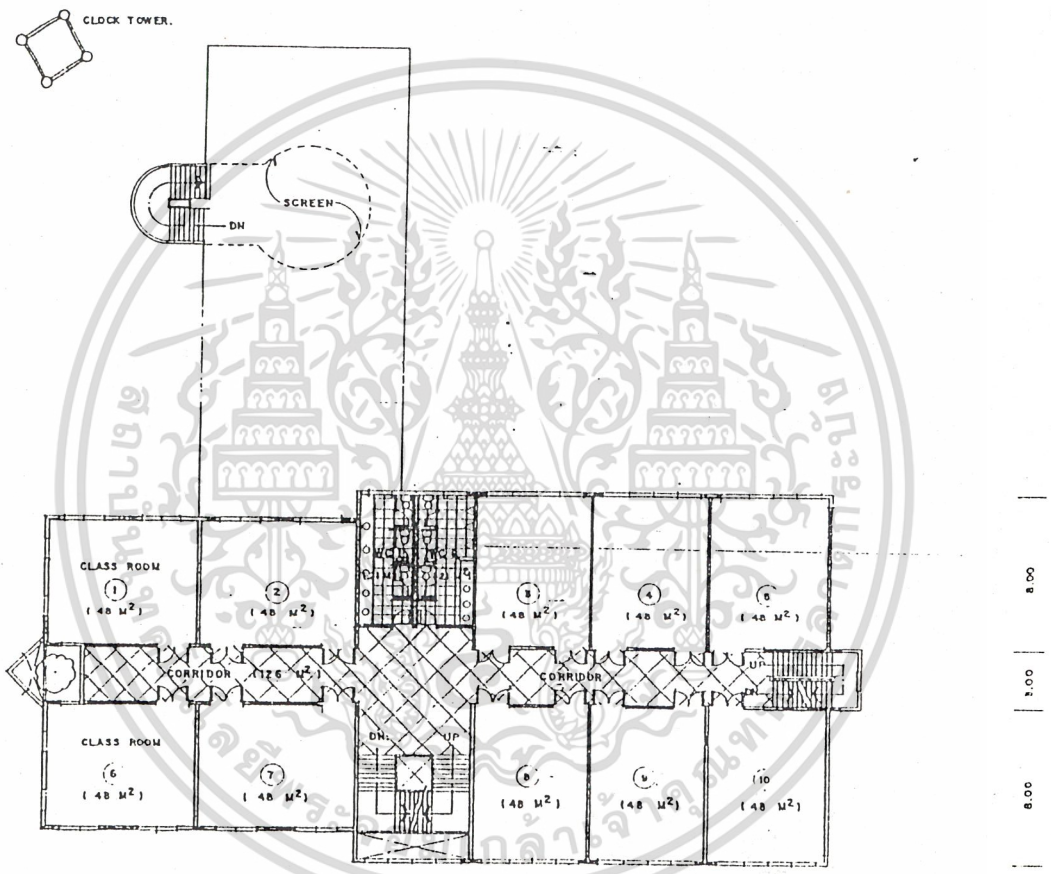 CLOCK TOWER.
SCREEN
DN
CLASS ROOM
1
( 48 M²)
2
( 48 M²)
3
( 48 M²)
4
( 48 M²)
5
( 48 M²)
CORRIDOR (126 M²)
CORRIDOR
UP
DN.
UP
CLASS ROOM
6
( 48 M²)
7
( 48 M²)
8
( 48 M²)
9
( 48 M²)
10
( 48 M²)
8.00
3.00
8.00